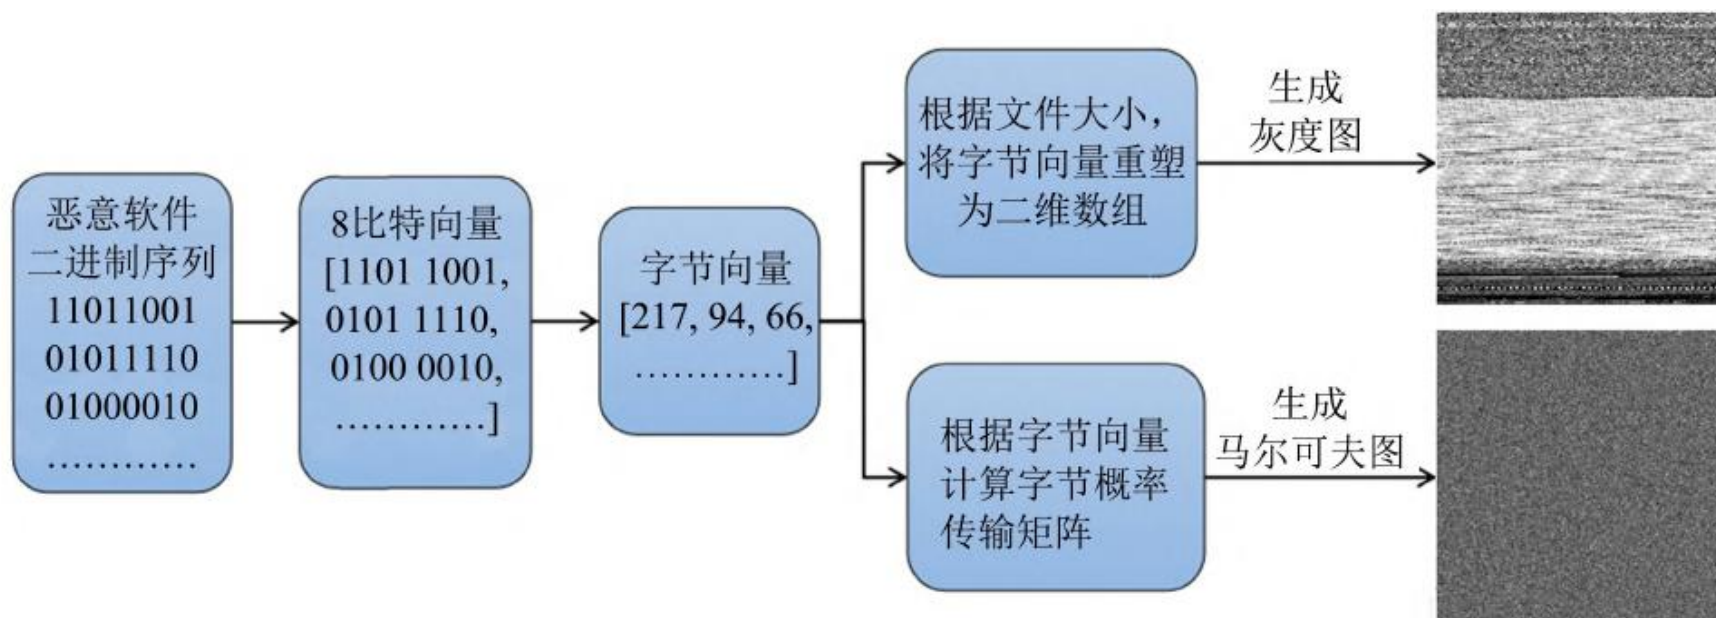 恶意软件
二进制序列
11011001
01011110
01000010
…………
8比特向量
[1101 1001,
0101 1110,
0100 0010,
…………]
字节向量
[217, 94, 66,
…………]
根据文件大小，
将字节向量重塑
为二维数组
生成
灰度图
根据字节向量
计算字节概率
传输矩阵
生成
马尔可夫图